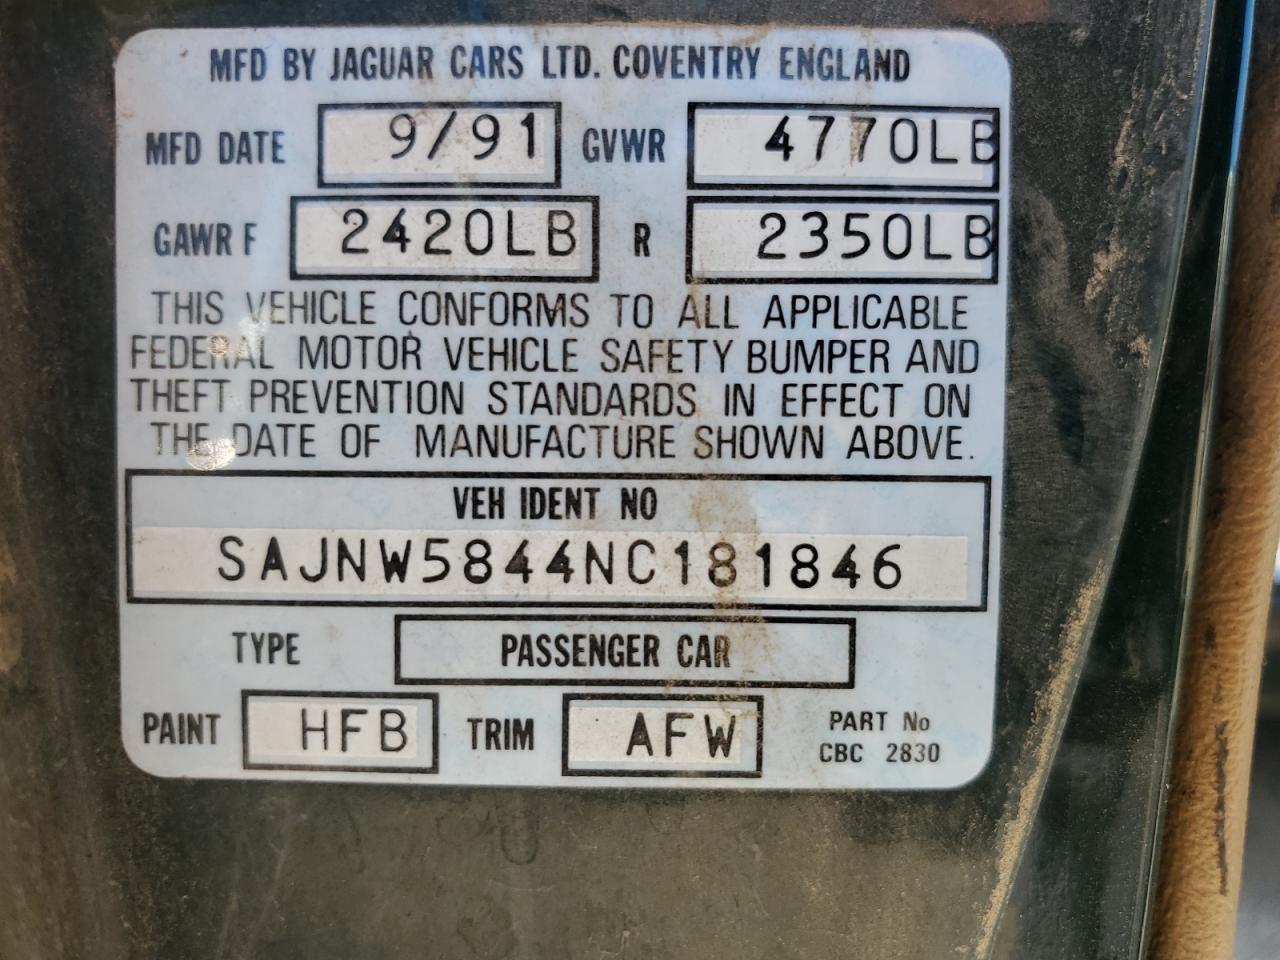 MFD BY JAGUAR CARS LTD. COVENTRY ENGLAND
MFD DATE 9/91 GVWR 4770LB
GAWR F 2420LB R 2350LB
THIS VEHICLE CONFORMS TO ALL APPLICABLE
FEDERAL MOTOR VEHICLE SAFETY BUMPER AND
THEFT PREVENTION STANDARDS IN EFFECT ON
THE DATE OF MANUFACTURE SHOWN ABOVE.
VEH IDENT NO
SAJNW5844NC181846
TYPE PASSENGER CAR
PAINT HFB TRIM AFW PART No
CBC 2830